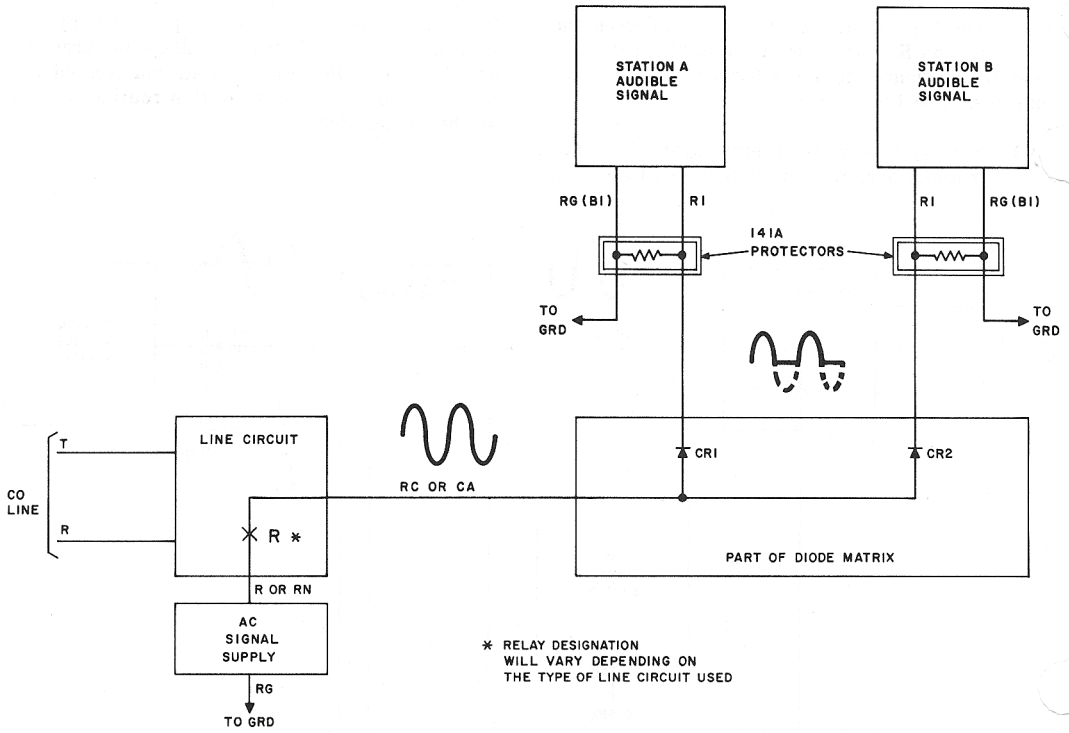 STATION A
AUDIBLE
SIGNAL
STATION B
AUDIBLE
SIGNAL
RG (B1)
R1
R1
RG (B1)
141A
PROTECTORS
TO
GRD
TO
GRD
T
CO
LINE
R
LINE CIRCUIT
R *
RC OR CA
CR1
CR2
PART OF DIODE MATRIX
R OR RN
AC
SIGNAL
SUPPLY
RG
TO GRD
* RELAY DESIGNATION
WILL VARY DEPENDING ON
THE TYPE OF LINE CIRCUIT USED